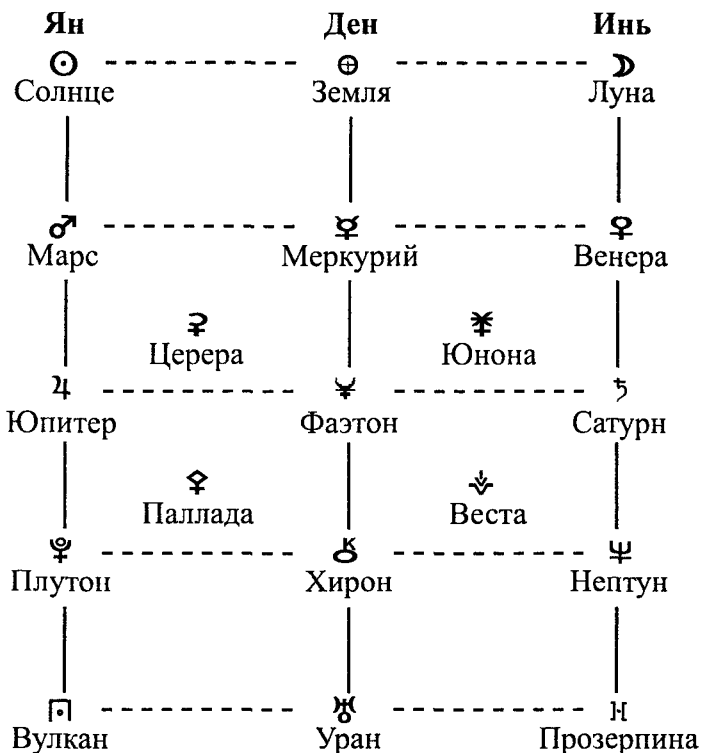 Ян Ден Инь
Солнце Земля Луна
Марс Меркурий Венера
Церера Юнона
Юпитер Фаэтон Сатурн
Паллада Веста
Плутон Хирон Нептун
Вулкан Уран Прозерпина